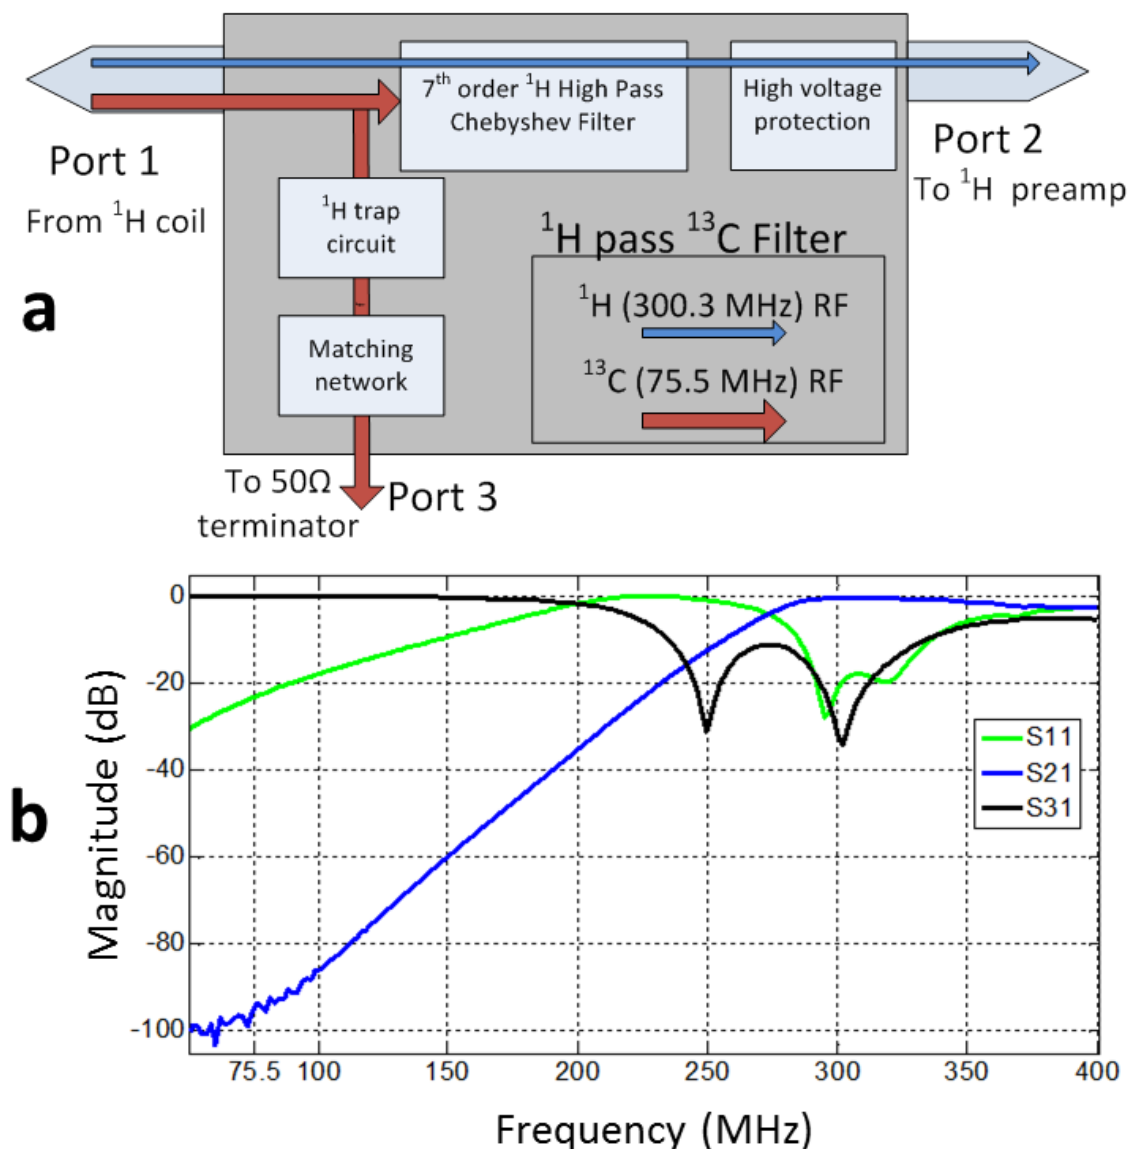 7th order ¹H High Pass
Chebyshev Filter
High voltage
protection
Port 1
From ¹H coil
Port 2
To ¹H preamp
¹H trap
circuit
Matching
network
¹H pass ¹³C Filter
¹H (300.3 MHz) RF
¹³C (75.5 MHz) RF
a
To 50Ω
terminator
Port 3
b
Magnitude (dB)
0
-20
-40
-60
-80
-100
S11
S21
S31
75.5 100 150 200 250 300 350 400
Frequency (MHz)